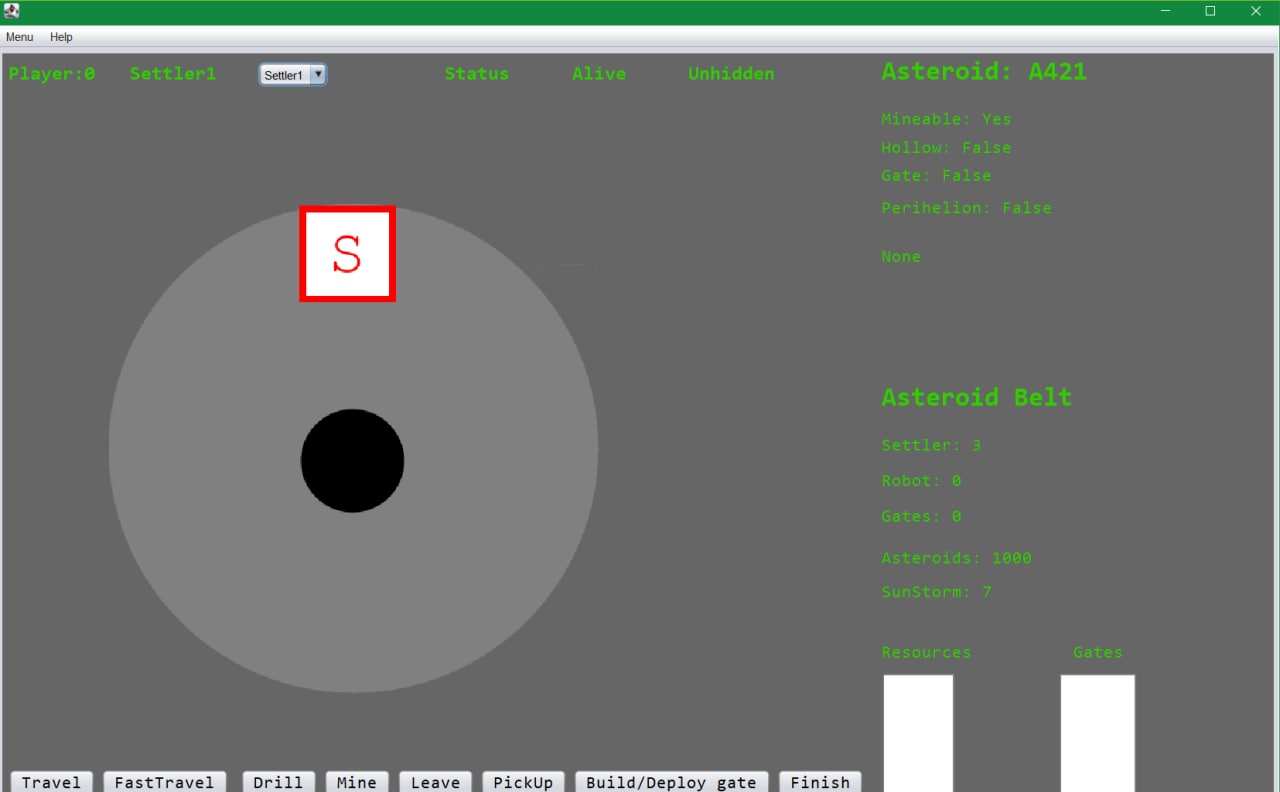 Menu Help
Player:0 Settler1 Settler1 Status Alive Unhidden
Asteroid: A421
Mineable: Yes
Hollow: False
Gate: False
Perihelion: False
None
S
Asteroid Belt
Settler: 3
Robot: 0
Gates: 0
Asteroids: 1000
SunStorm: 7
Resources Gates
Travel FastTravel Drill Mine Leave PickUp Build/Deploy gate Finish